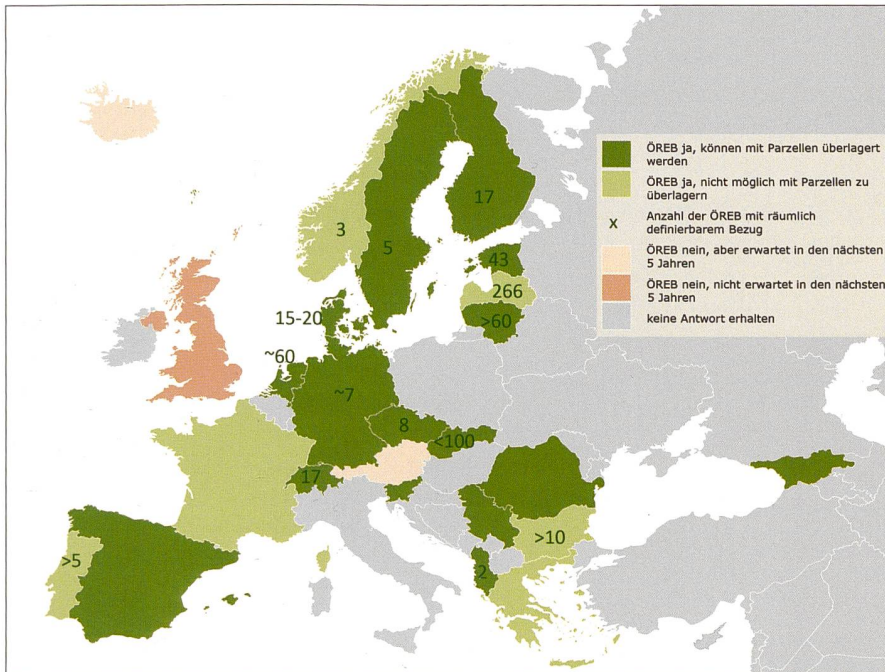 ÖREB ja, können mit Parzellen überlagert
werden
ÖREB ja, nicht möglich mit Parzellen zu
überlagern
X Anzahl der ÖREB mit räumlich
definierbarem Bezug
ÖREB nein, aber erwartet in den nächsten
5 Jahren
ÖREB nein, nicht erwartet in den nächsten
5 Jahren
keine Antwort erhalten
17
3
5
43
266
15-20
>60
~60
~7
8
<100
17
>10
>5
2